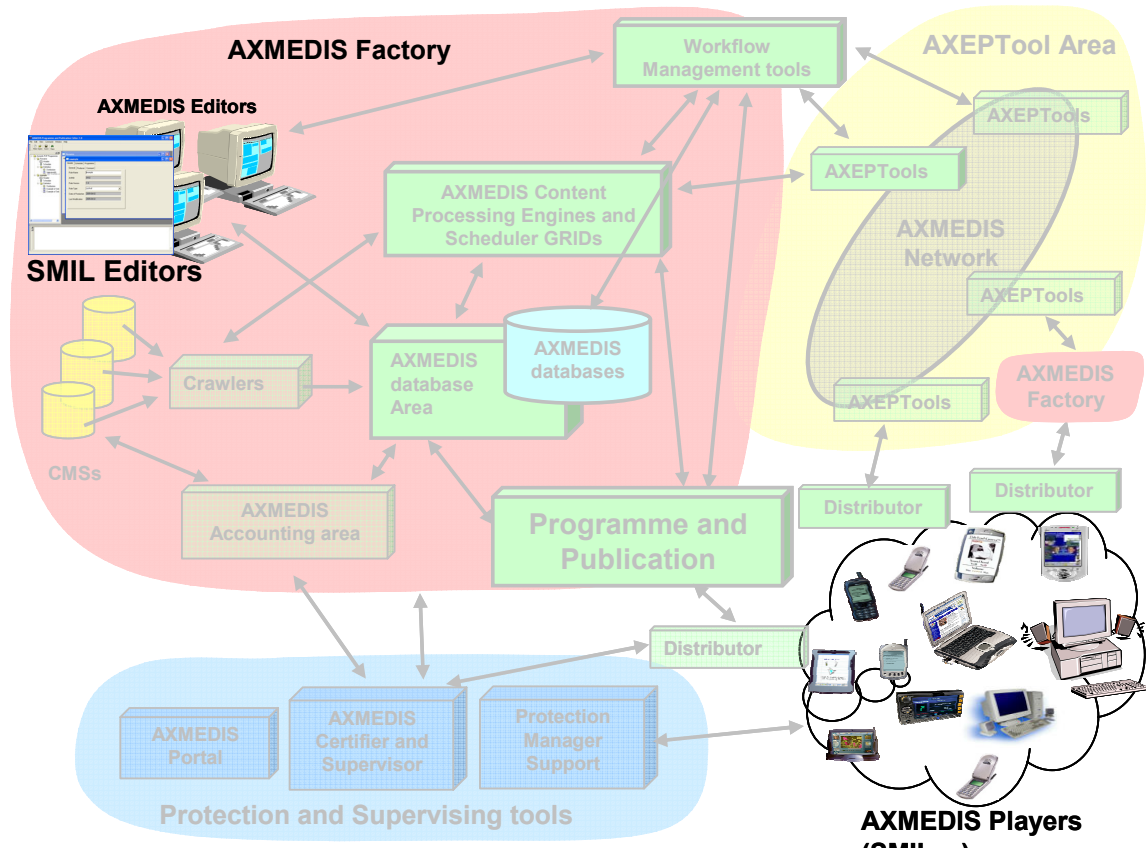 AXMEDIS Factory
Workflow
Management tools
AXEPTool Area
AXMEDIS Editors
AXEPTools
AXEPTools
AXMEDIS Content
Processing Engines and
Scheduler GRIDs
AXMEDIS
Network
SMIL Editors
AXEPTools
AXMEDIS
database
Area
AXMEDIS
databases
Crawlers
AXMEDIS
Factory
AXEPTools
CMSs
AXMEDIS
Accounting area
Programme and
Publication
Distributor
Distributor
Distributor
AXMEDIS
Portal
AXMEDIS
Certifier and
Supervisor
Protection
Manager
Support
Protection and Supervising tools
AXMEDIS Players